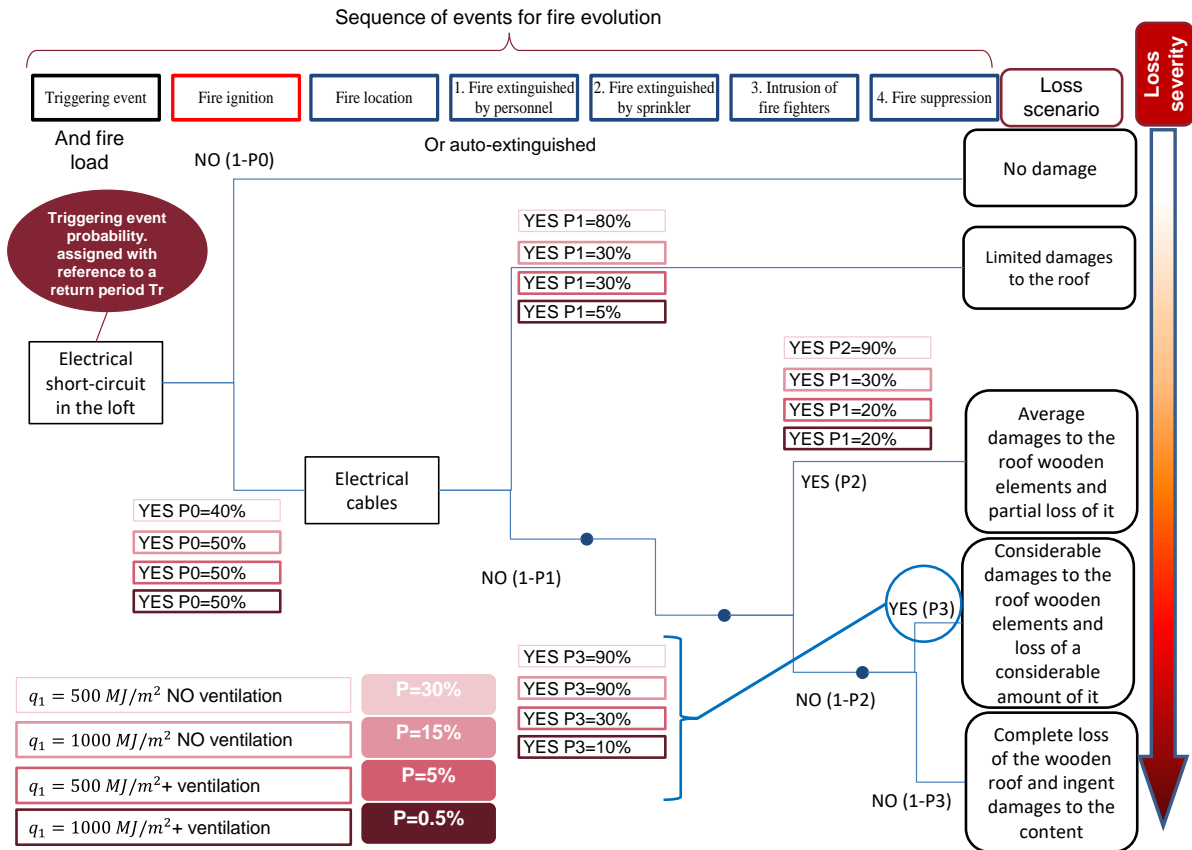 Sequence of events for fire evolution
Triggering event
Fire ignition
Fire location
1. Fire extinguished
by personnel
2. Fire extinguished
by sprinkler
3. Intrusion of
fire fighters
4. Fire suppression
Loss
scenario
Loss
severity
And fire
load
NO (1-P0)
Or auto-extinguished
No damage
Triggering event
probability.
assigned with
reference to a
return period Tr
YES P1=80%
YES P1=30%
YES P1=30%
YES P1=5%
Limited damages
to the roof
Electrical
short-circuit
in the loft
YES P2=90%
YES P1=30%
YES P1=20%
YES P1=20%
Average
damages to the
roof wooden
elements and
partial loss of it
YES (P2)
Electrical
cables
YES P0=40%
YES P0=50%
YES P0=50%
YES P0=50%
NO (1-P1)
Considerable
damages to the
roof wooden
elements and
loss of a
considerable
amount of it
YES (P3)
YES P3=90%
YES P3=90%
YES P3=30%
YES P3=10%
NO (1-P2)
NO (1-P3)
Complete loss
of the wooden
roof and ingent
damages to the
content
q₁ = 500 MJ/m² NO ventilation
P=30%
q₁ = 1000 MJ/m² NO ventilation
P=15%
q₁ = 500 MJ/m²+ ventilation
P=5%
q₁ = 1000 MJ/m²+ ventilation
P=0.5%